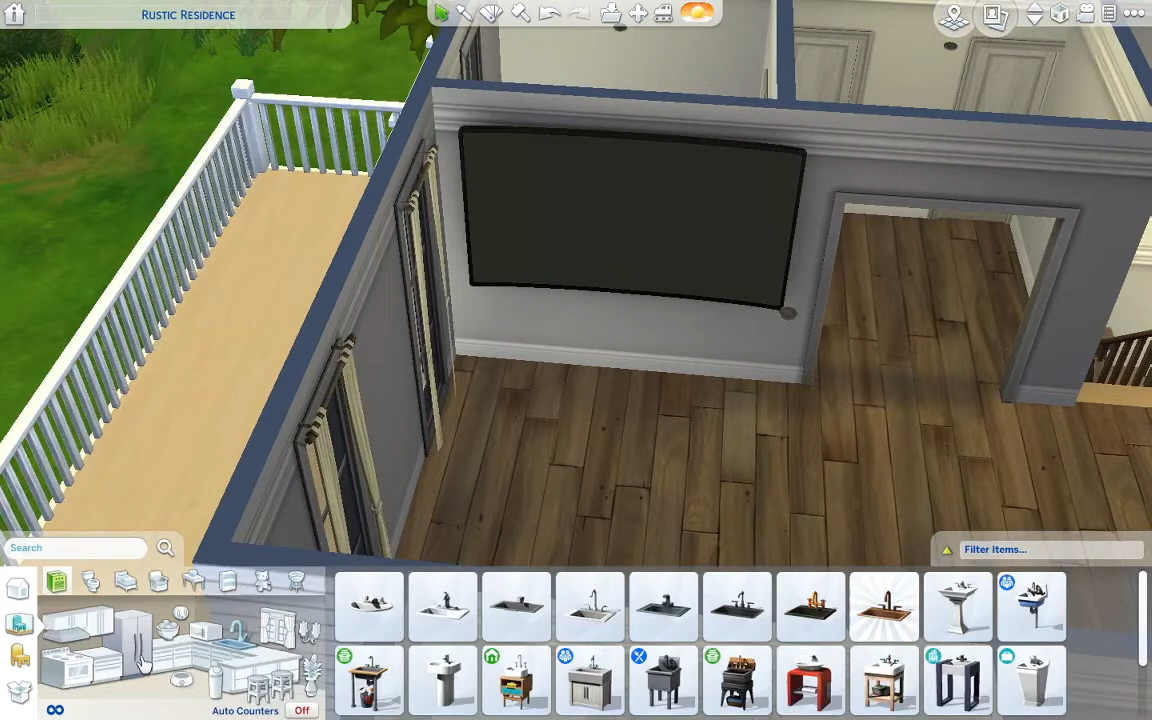 RUSTIC RESIDENCE
Search
Filter Items...
Auto Counters
Off